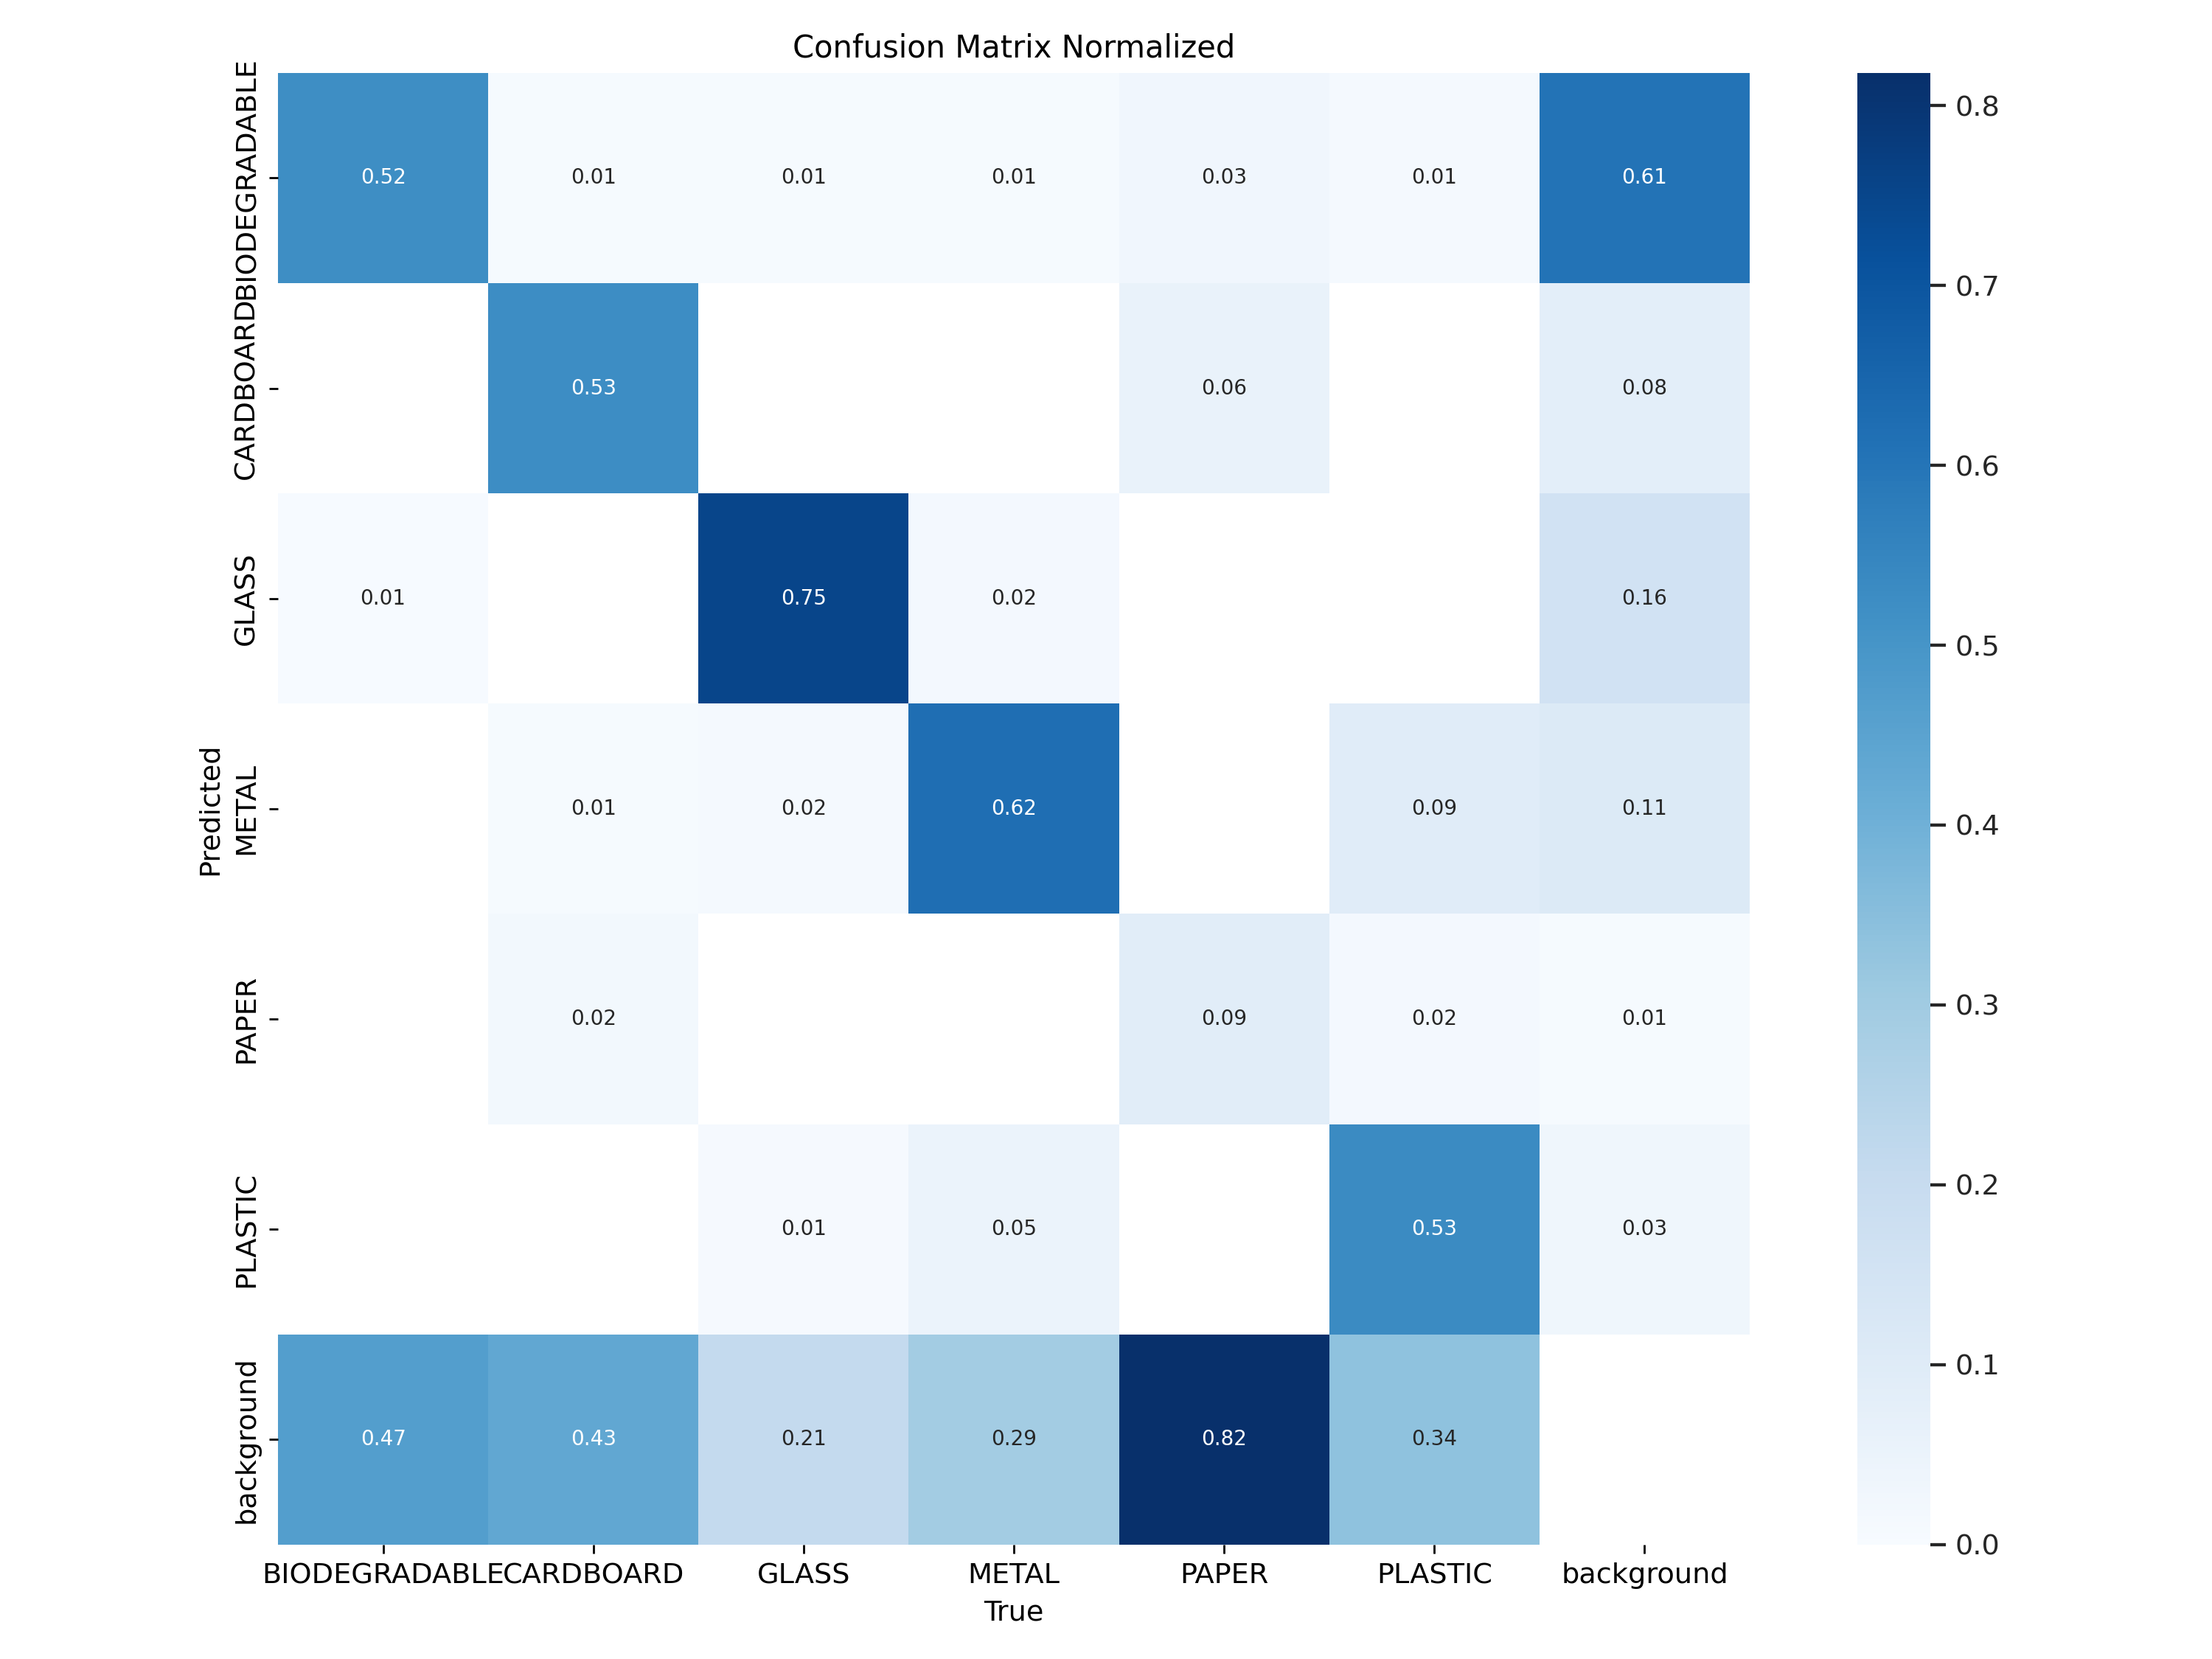 Confusion Matrix Normalized
BIODEGRADABLE
0.52 0.01 0.01 0.01 0.03 0.01 0.61
CARDBOARD
0.53 0.06 0.08
GLASS
0.01 0.75 0.02 0.16
METAL
0.01 0.02 0.62 0.09 0.11
PAPER
0.02 0.09 0.02 0.01
PLASTIC
0.01 0.05 0.53 0.03
background
0.47 0.43 0.21 0.29 0.82 0.34
Predicted
BIODEGRADABLE CARDBOARD GLASS METAL PAPER PLASTIC background
True
0.8
0.7
0.6
0.5
0.4
0.3
0.2
0.1
0.0